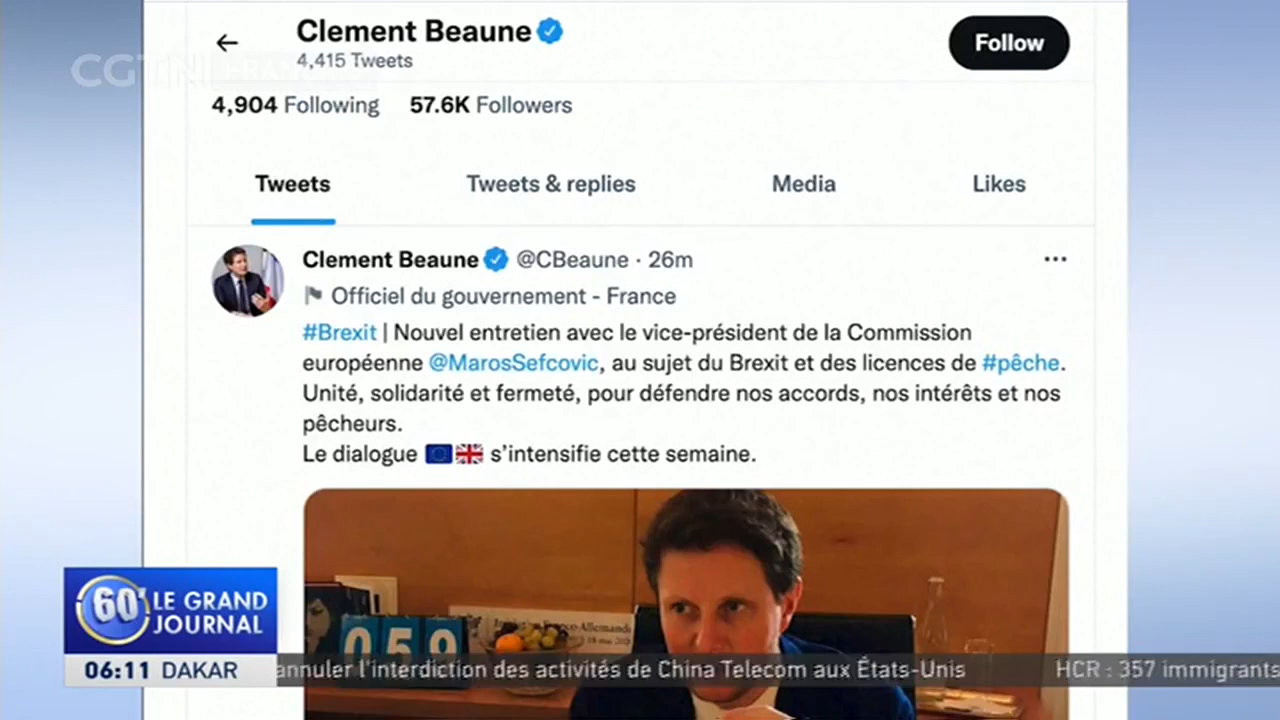 Clement Beaune
4,415 Tweets
Follow
CGTN FRANÇAIS
4,904 Following 57.6K Followers
Tweets Tweets & replies Media Likes
Clement Beaune @CBeaune · 26m
Officiel du gouvernement - France
#Brexit | Nouvel entretien avec le vice-président de la Commission
européenne @MarosSefcovic, au sujet du Brexit et des licences de #pêche.
Unité, solidarité et fermeté, pour défendre nos accords, nos intérêts et nos
pêcheurs.
Le dialogue 🇪🇺🇬🇧 s'intensifie cette semaine.
059
60' LE GRAND
JOURNAL
06:11 DAKAR
annuler l'interdiction des activités de China Telecom aux États-Unis HCR : 357 immigrants